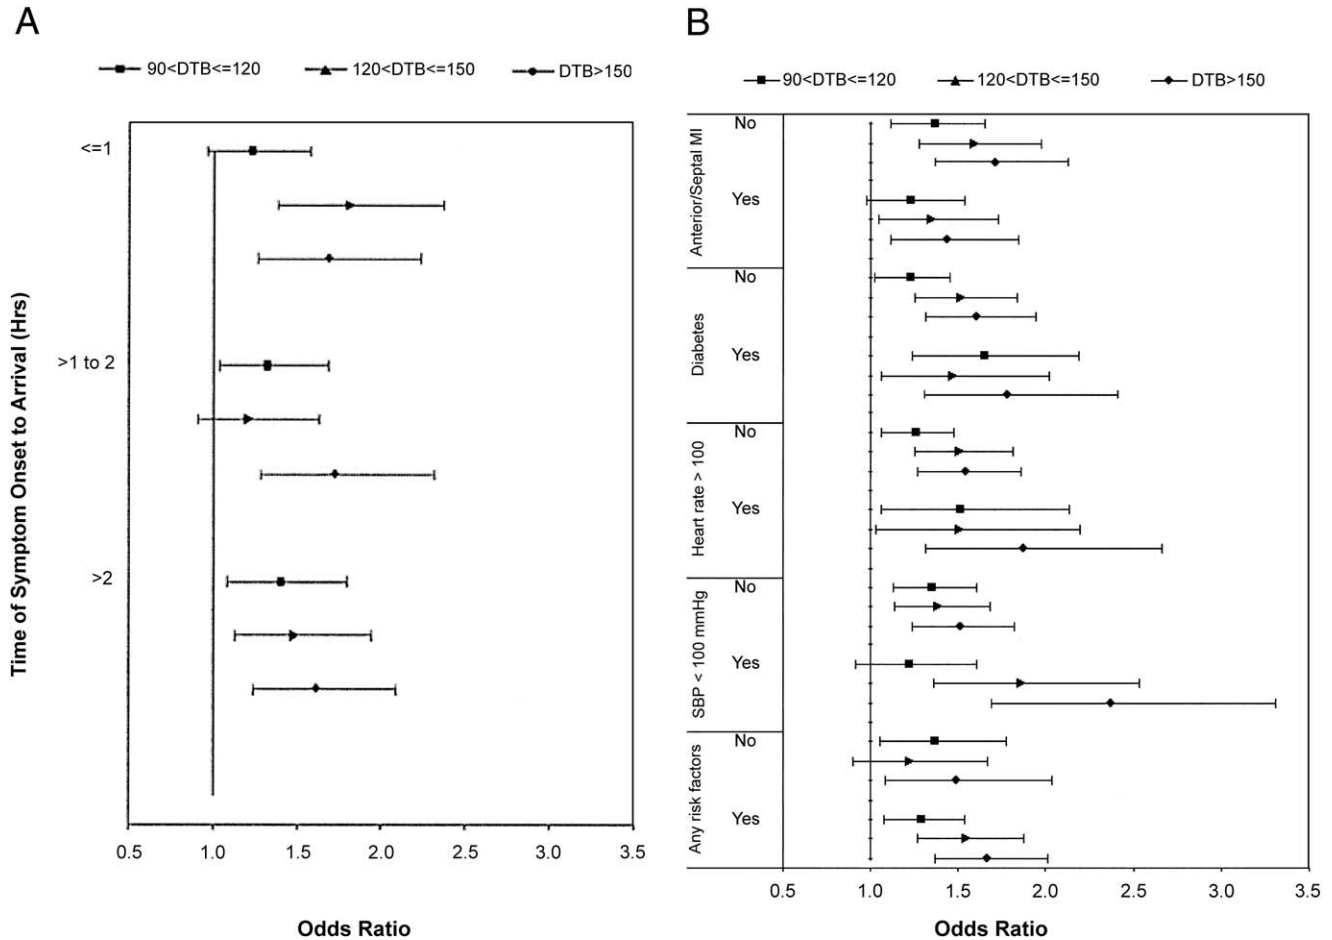 A
90<DTB<=120 120<DTB<=150 DTB>150
<=1
>1 to 2
>2
Time of Symptom Onset to Arrival (Hrs)
0.5 1.0 1.5 2.0 2.5 3.0 3.5
Odds Ratio
B
90<DTB<=120 120<DTB<=150 DTB>150
Anterior/Septal MI
No
Yes
Diabetes
No
Yes
Heart rate > 100
No
Yes
SBP < 100 mmHg
No
Yes
Any risk factors
No
Yes
0.5 1.0 1.5 2.0 2.5 3.0 3.5
Odds Ratio